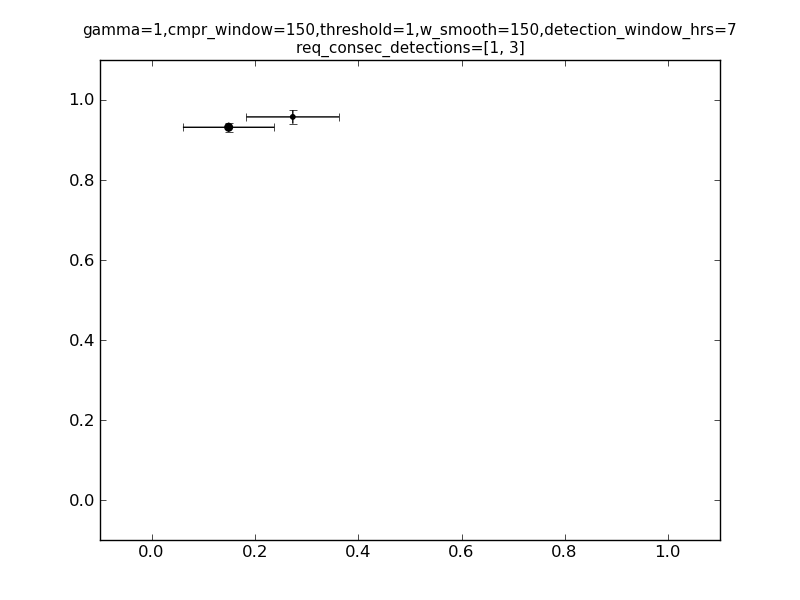 gamma=1,cmpr_window=150,threshold=1,w_smooth=150,detection_window_hrs=7
req_consec_detections=[1, 3]
1.0
0.8
0.6
0.4
0.2
0.0
0.0 0.2 0.4 0.6 0.8 1.0